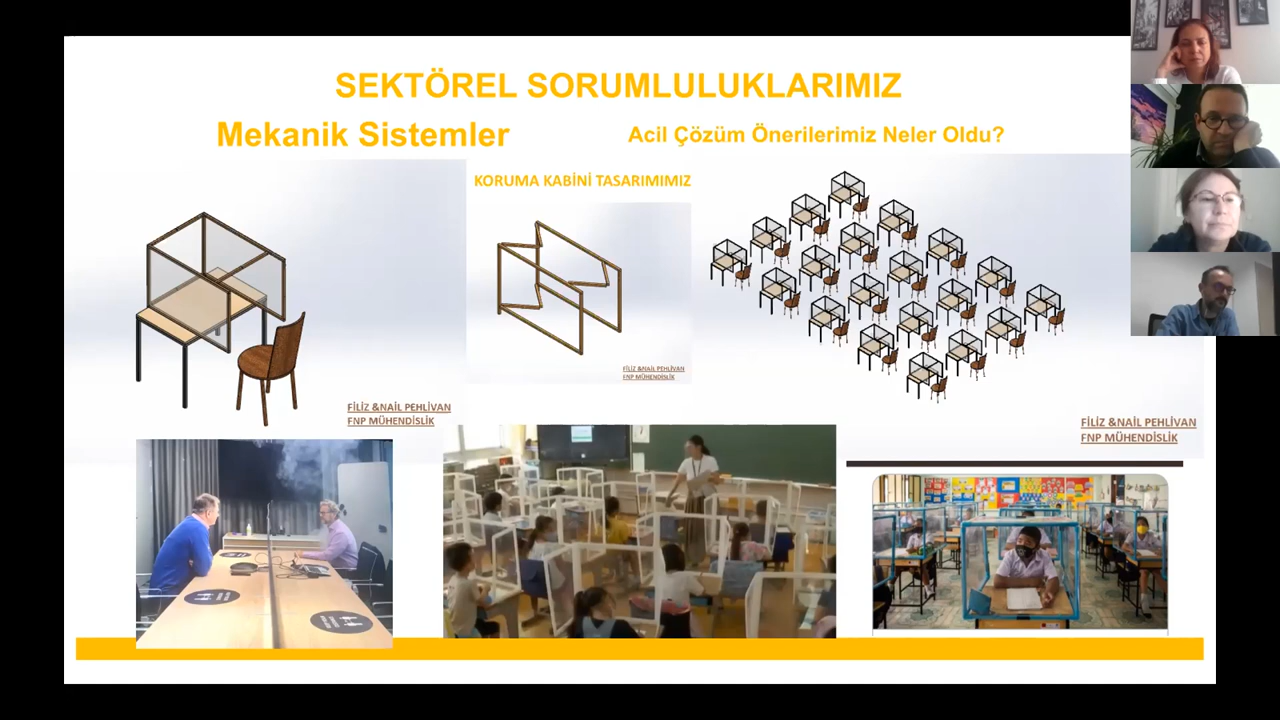 SEKTÖREL SORUMLULUKLARIMIZ
Mekanik Sistemler
Acil Çözüm Önerilerimiz Neler Oldu?
KORUMA KABİNİ TASARIMIMIZ
FİLİZ &NAİL PEHLİVAN
FNP MÜHENDİSLİK
FİLİZ &NAİL PEHLİVAN
FNP MÜHENDİSLİK
FİLİZ &NAİL PEHLİVAN
FNP MÜHENDİSLİK